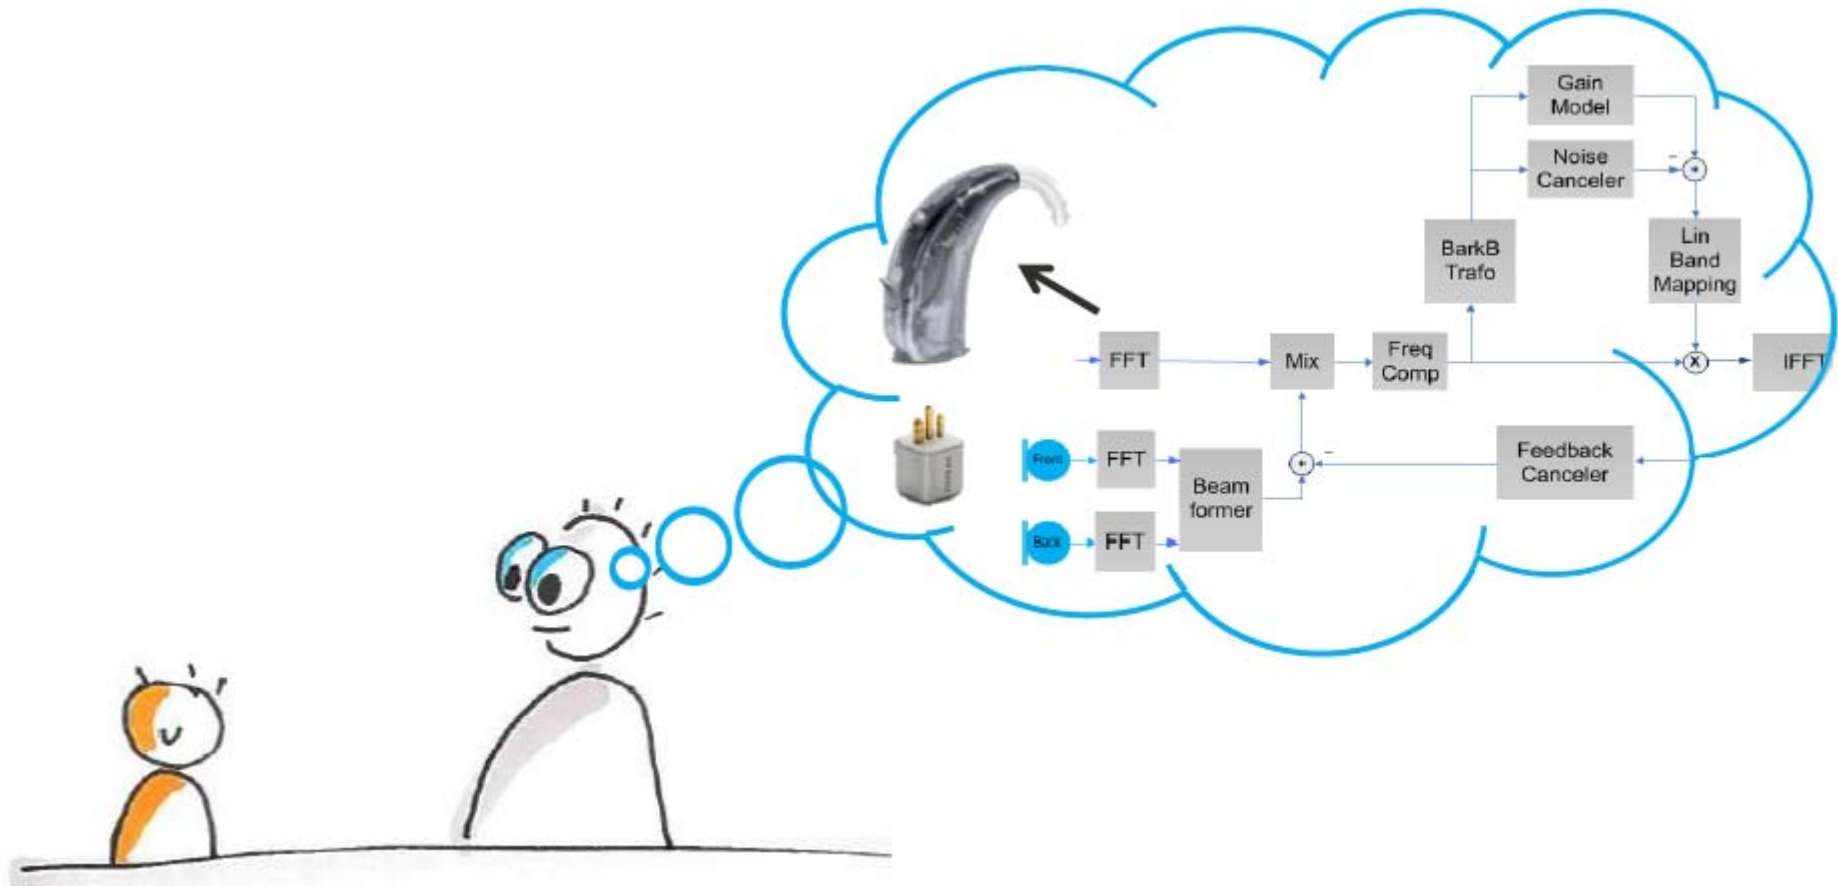 Gain
Model
Noise
Canceler
−
+
BarkB
Trafo
Lin
Band
Mapping
FFT
Mix
Freq
Comp
X
IFFT
Front
FFT
Beam
former
+
−
Feedback
Canceler
Back
FFT